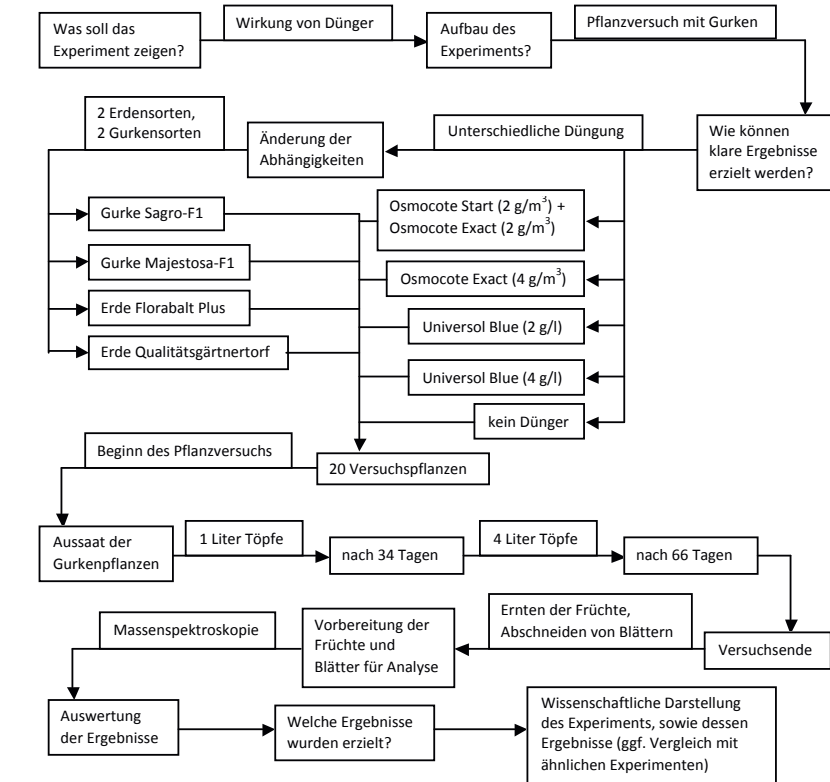 Was soll das
Experiment zeigen?
Wirkung von Dünger
Aufbau des
Experiments?
Pflanzversuch mit Gurken
Wie können
klare Ergebnisse
erzielt werden?
Unterschiedliche Düngung
Änderung der
Abhängigkeiten
2 Erdensorten,
2 Gurkensorten
Gurke Sagro-F1
Gurke Majestosa-F1
Erde Florabalt Plus
Erde Qualitätsgärtnertorf
Osmocote Start (2 g/m³) +
Osmocote Exact (2 g/m³)
Osmocote Exact (4 g/m³)
Universol Blue (2 g/l)
Universol Blue (4 g/l)
kein Dünger
20 Versuchspflanzen
Beginn des Pflanzversuchs
Aussaat der
Gurkenpflanzen
1 Liter Töpfe
nach 34 Tagen
4 Liter Töpfe
nach 66 Tagen
Versuchsende
Ernten der Früchte,
Abschneiden von Blättern
Vorbereitung der
Früchte und
Blätter für Analyse
Massenspektroskopie
Auswertung
der Ergebnisse
Welche Ergebnisse
wurden erzielt?
Wissenschaftliche Darstellung
des Experiments, sowie dessen
Ergebnisse (ggf. Vergleich mit
ähnlichen Experimenten)